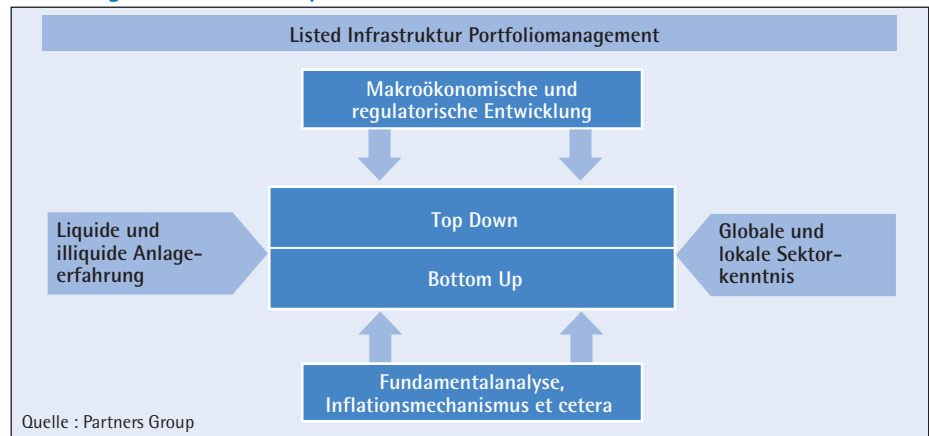 Listed Infrastruktur Portfoliomanagement
Makroökonomische und
regulatorische Entwicklung
Top Down
Liquide und
illiquide Anlage-
erfahrung
Globale und
lokale Sektor-
kenntnis
Bottom Up
Fundamentalanalyse,
Inflationsmechanismus et cetera
Quelle : Partners Group